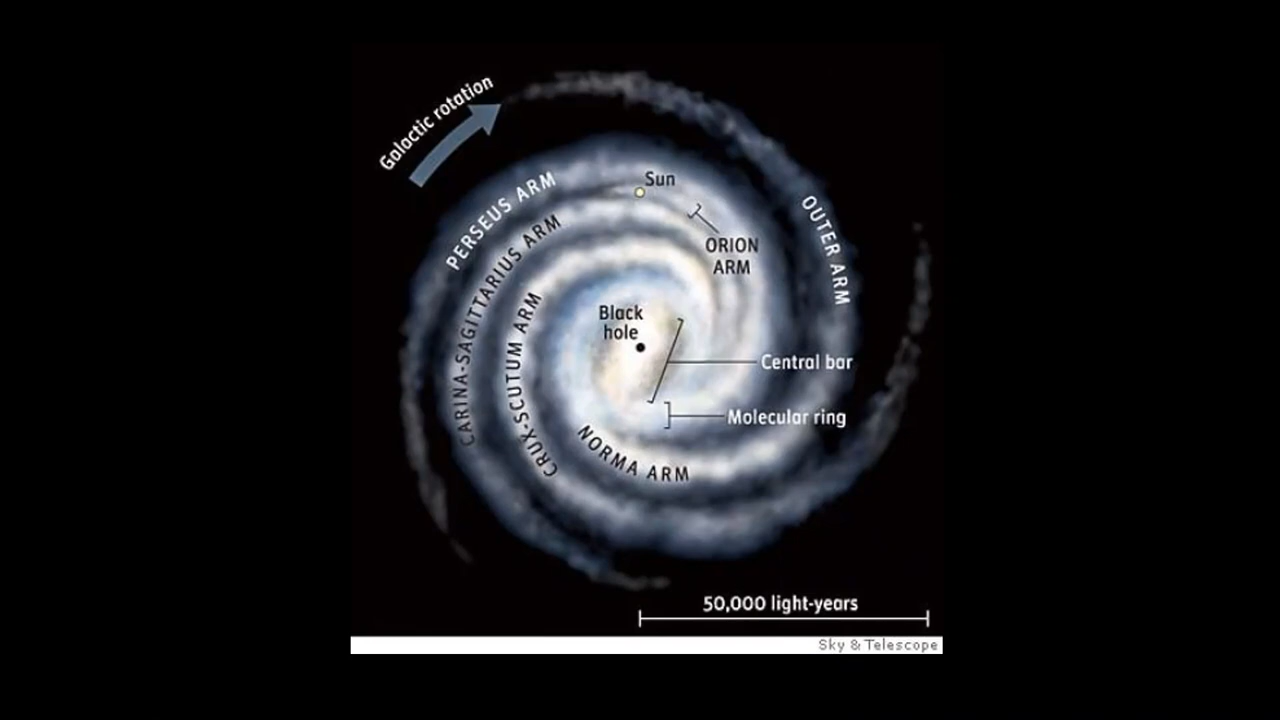 Galactic rotation
PERSEUS ARM
Sun
CARINA-SAGITTARIUS ARM
OUTER ARM
ORION
ARM
CRUX-SCUTUM ARM
Black
hole
Central bar
Molecular ring
NORMA ARM
50,000 light-years
Sky & Telescope